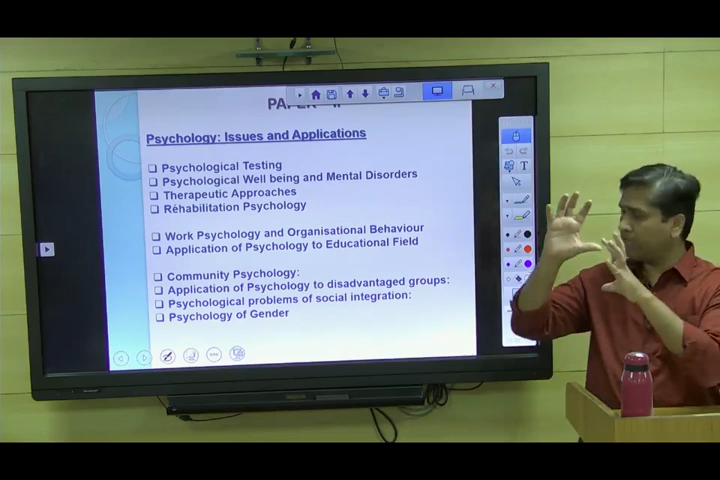 PAPER – II
Psychology: Issues and Applications
Psychological Testing
Psychological Well being and Mental Disorders
Therapeutic Approaches
Rehabilitation Psychology
Work Psychology and Organisational Behaviour
Application of Psychology to Educational Field
Community Psychology:
Application of Psychology to disadvantaged groups:
Psychological problems of social integration:
Psychology of Gender
T